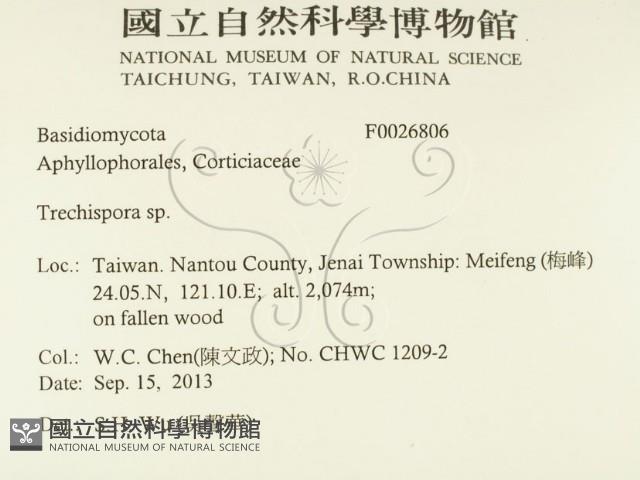 國立自然科學博物館
NATIONAL MUSEUM OF NATURAL SCIENCE
TAICHUNG, TAIWAN, R.O.CHINA
Basidiomycota F0026806
Aphyllophorales, Corticiaceae
Trechispora sp.
Loc.: Taiwan. Nantou County, Jenai Township: Meifeng (梅峰)
24.05.N, 121.10.E; alt. 2,074m;
on fallen wood
Col.: W.C. Chen(陳文政); No. CHWC 1209-2
Date: Sep. 15, 2013
S.H. Wu
國立自然科學博物館
NATIONAL MUSEUM OF NATURAL SCIENCE